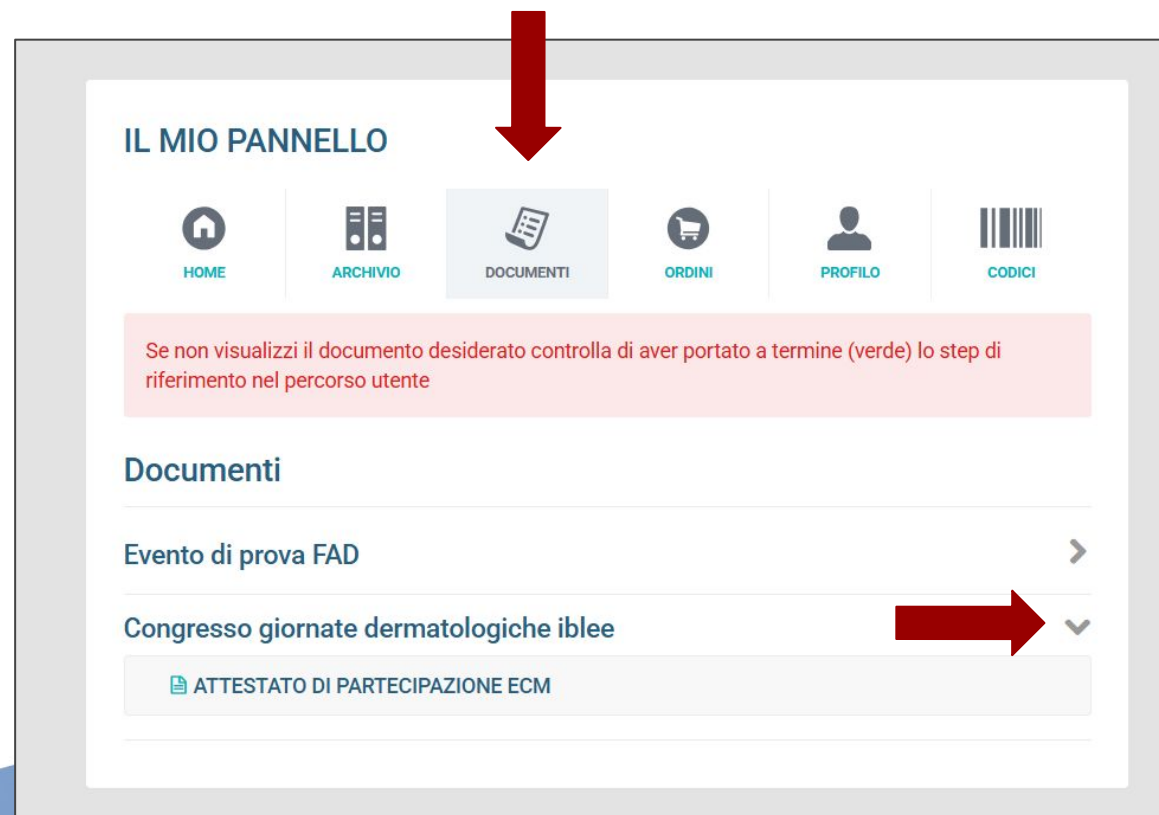 IL MIO PANNELLO
HOME
ARCHIVIO
DOCUMENTI
ORDINI
PROFILO
CODICI
Se non visualizzi il documento desiderato controlla di aver portato a termine (verde) lo step di
riferimento nel percorso utente
Documenti
Evento di prova FAD
Congresso giornate dermatologiche iblee
ATTESTATO DI PARTECIPAZIONE ECM